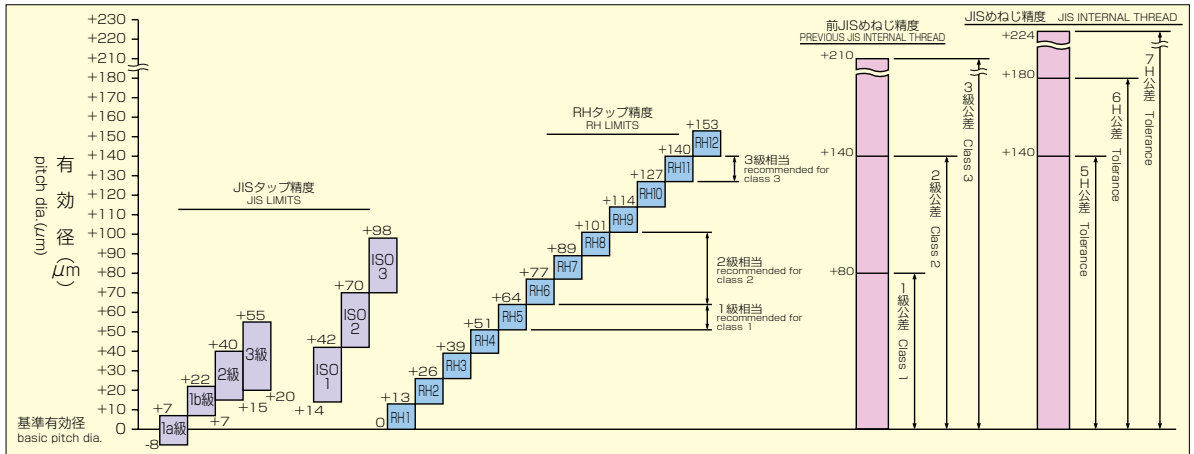 +230
+220
+210
+180
+170
+160
+150
+140
+130
+120
+110
+100
+90
+80
+70
+60
+50
+40
+30
+20
+10
0
有効径(μm)
pitch dia.(μm)
基準有効径
basic pitch dia.
JISタップ精度
JIS LIMITS
+7
1a級
-8
+22
1b級
+7
+40
2級
+15
+55
3級
+20
+42
ISO 1
+14
+70
ISO 2
+98
ISO 3
RHタップ精度
RH LIMITS
0
+13
RH1
+26
RH2
+39
RH3
+51
RH4
+64
RH5
+77
RH6
+89
RH7
+101
RH8
+114
RH9
+127
RH10
+140
RH11
+153
RH12
3級相当
recommended for
class 3
2級相当
recommended for
class 2
1級相当
recommended for
class 1
前JISめねじ精度
PREVIOUS JIS INTERNAL THREAD
+210
+140
+80
1級公差 Class 1
2級公差 Class 2
3級公差 Class 3
JISめねじ精度 JIS INTERNAL THREAD
+224
+180
+140
5H公差 Tolerance
6H公差 Tolerance
7H公差 Tolerance